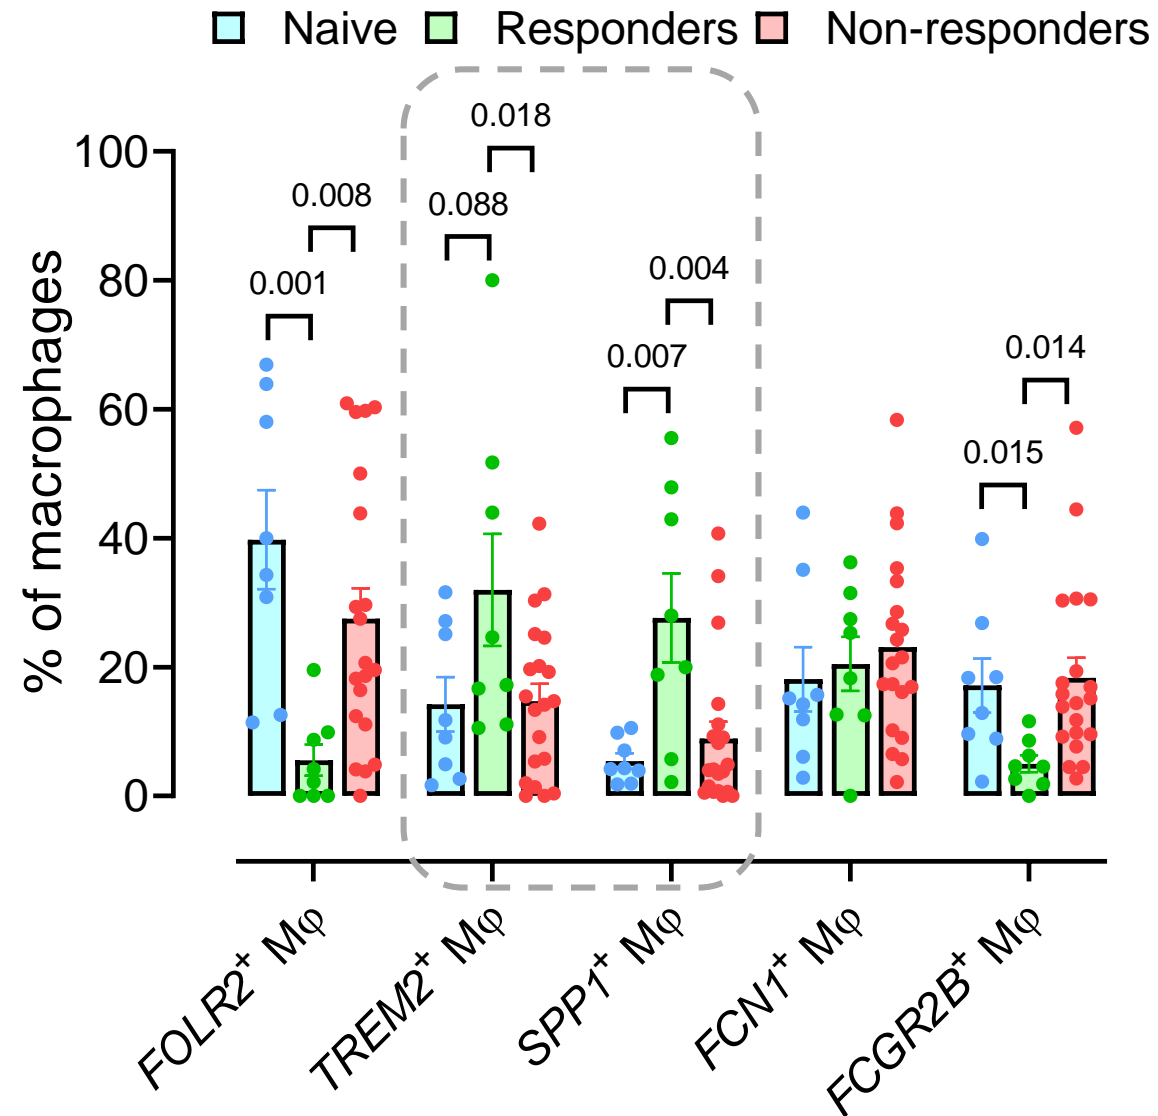 Naive Responders Non-responders
0.018
100
0.008
0.088
80
0.001
0.004
0.007
0.014
60
0.015
40
20
0
% of macrophages
FOLR2⁺ Mφ
TREM2⁺ Mφ
SPP1⁺ Mφ
FCN1⁺ Mφ
FCGR2B⁺ Mφ